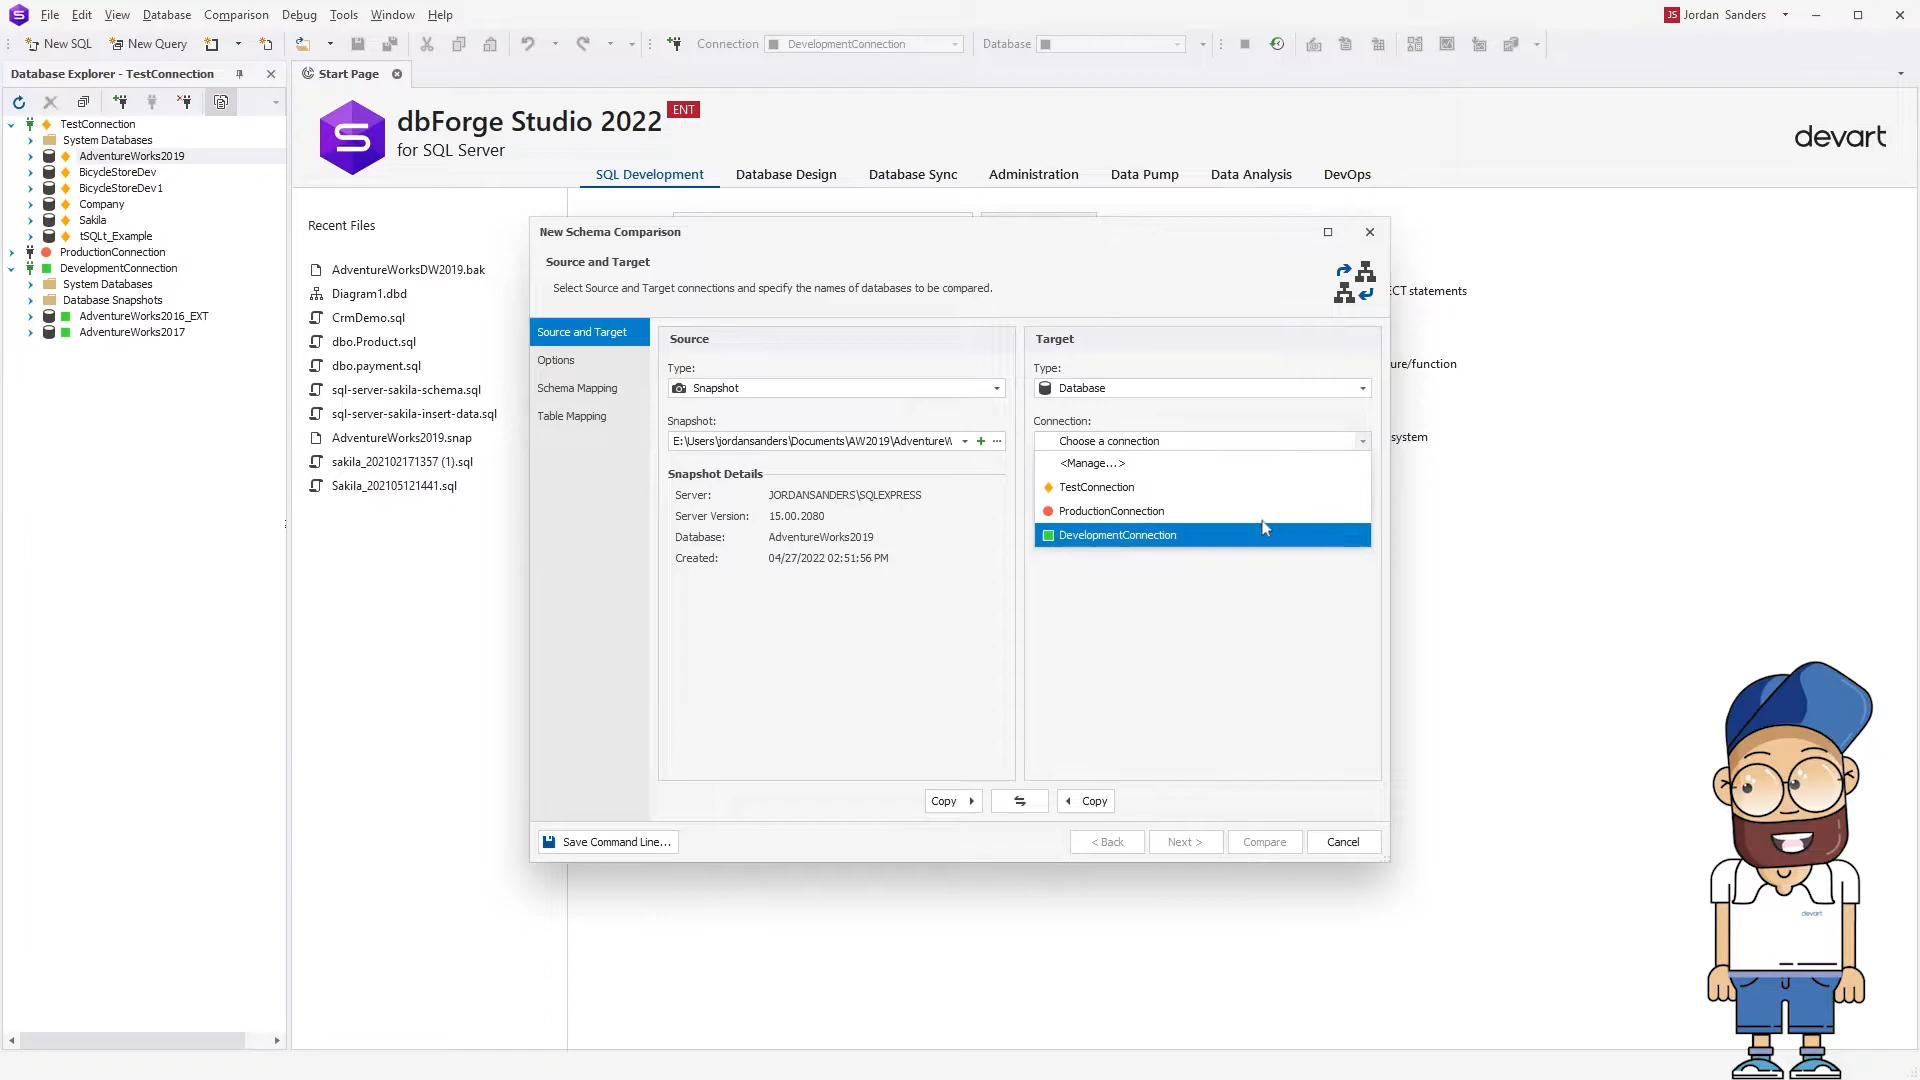 File Edit View Database Comparison Debug Tools Window Help
JS Jordan Sanders
New SQL New Query Connection DevelopmentConnection Database
Database Explorer - TestConnection
Start Page
TestConnection
System Databases
AdventureWorks2019
BicycleStoreDev
BicycleStoreDev1
Company
Sakila
tSQLt_Example
ProductionConnection
DevelopmentConnection
System Databases
Database Snapshots
AdventureWorks2016_EXT
AdventureWorks2017
S
dbForge Studio 2022 ENT
for SQL Server
devart
SQL Development Database Design Database Sync Administration Data Pump Data Analysis DevOps
Recent Files
AdventureWorksDW2019.bak
Diagram1.dbd
CrmDemo.sql
dbo.Product.sql
dbo.payment.sql
sql-server-sakila-schema.sql
sql-server-sakila-insert-data.sql
AdventureWorks2019.snap
sakila_202102171357 (1).sql
Sakila_202105121441.sql
ECT statements
ure/function
system
New Schema Comparison
Source and Target
Select Source and Target connections and specify the names of databases to be compared.
Source and Target
Options
Schema Mapping
Table Mapping
Source
Type:
Snapshot
Snapshot:
E:\Users\jordansanders\Documents\AW2019\AdventureW
Snapshot Details
Server: JORDANSANDERS\SQLEXPRESS
Server Version: 15.00.2080
Database: AdventureWorks2019
Created: 04/27/2022 02:51:56 PM
Target
Type:
Database
Connection:
Choose a connection
<Manage...>
TestConnection
ProductionConnection
DevelopmentConnection
Copy Copy
Save Command Line... < Back Next > Compare Cancel
devart